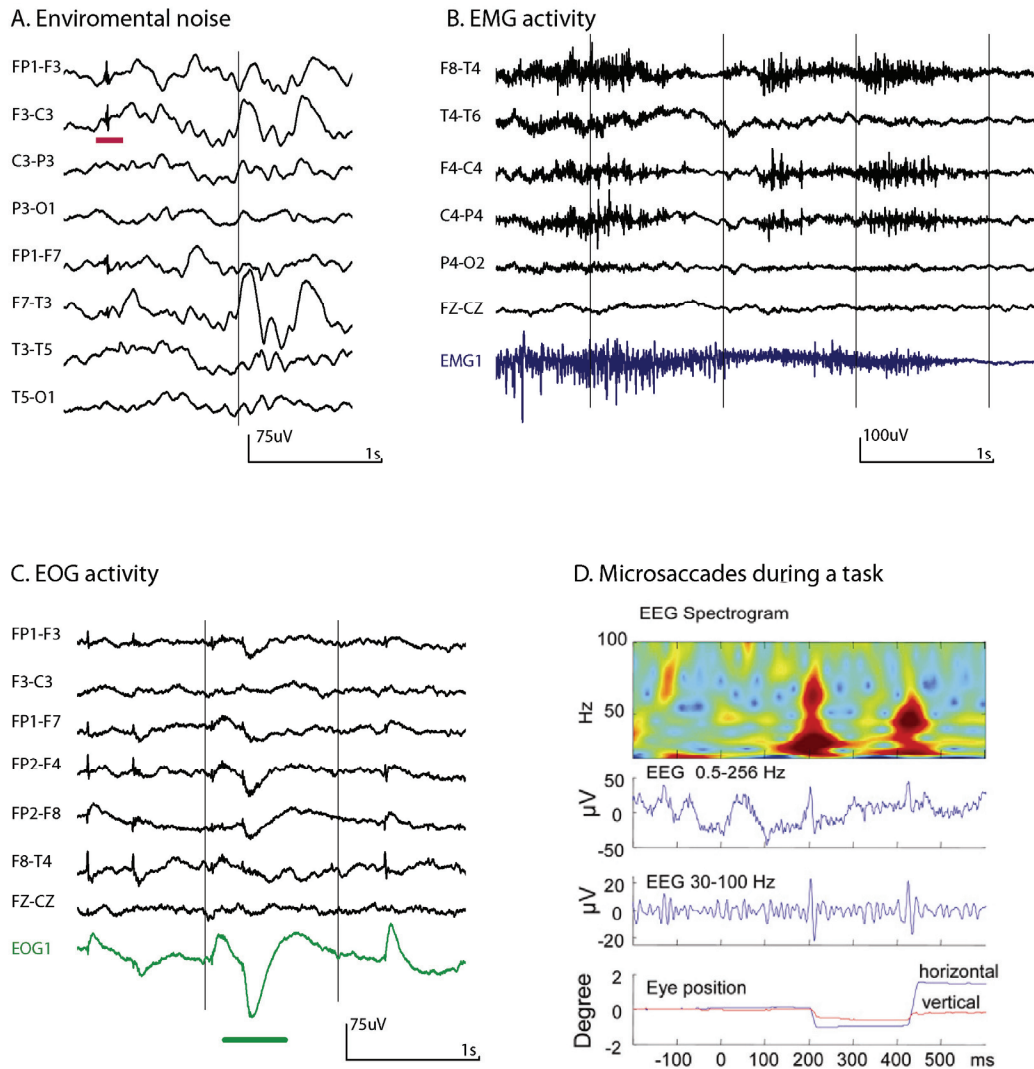 A. Enviromental noise
FP1-F3
F3-C3
C3-P3
P3-O1
FP1-F7
F7-T3
T3-T5
T5-O1
75uV
1s
B. EMG activity
F8-T4
T4-T6
F4-C4
C4-P4
P4-O2
FZ-CZ
EMG1
100uV
1s
C. EOG activity
FP1-F3
F3-C3
FP1-F7
FP2-F4
FP2-F8
F8-T4
FZ-CZ
EOG1
75uV
1s
D. Microsaccades during a task
EEG Spectrogram
100
50
Hz
EEG 0.5-256 Hz
50
0
-50
µV
EEG 30-100 Hz
20
0
-20
µV
Eye position
horizontal
vertical
2
0
-2
Degree
-100 0 100 200 300 400 500 ms